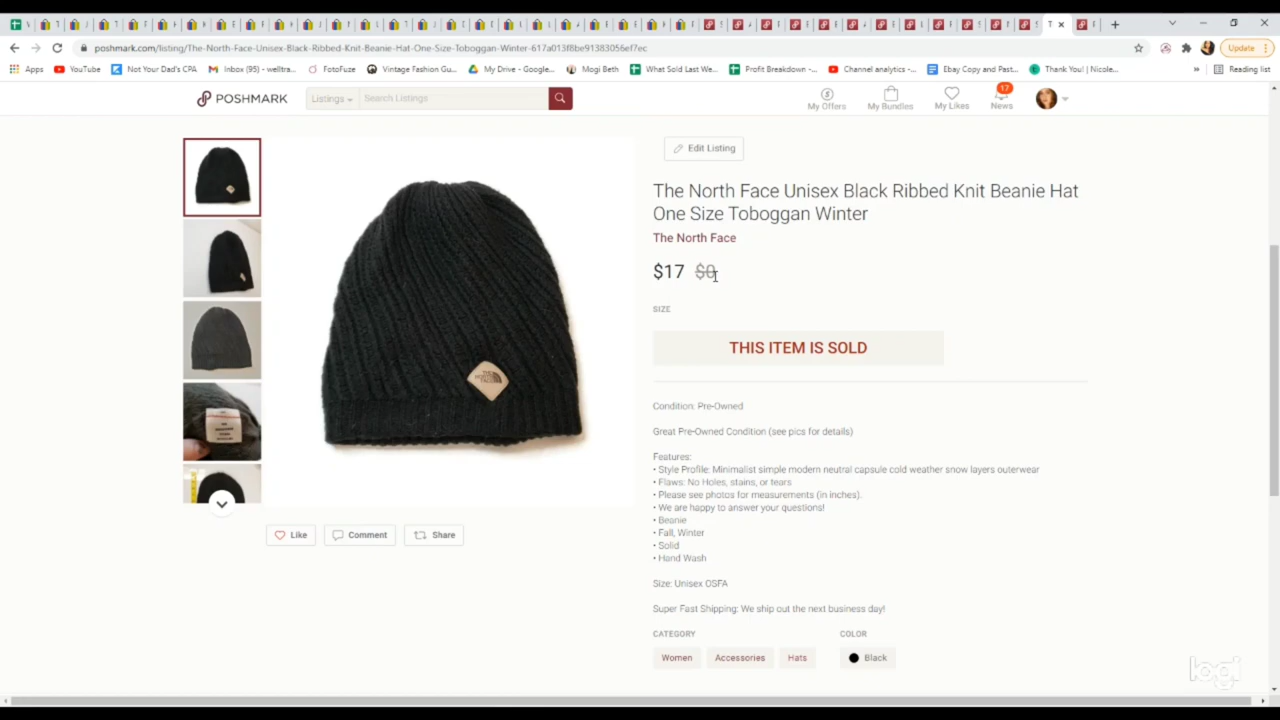 Update
poshmark.com/listing/The-North-Face-Unisex-Black-Ribbed-Knit-Beanie-Hat-One-Size-Toboggan-Winter-617a013f8be91383056ef7ec
Apps YouTube Not Your Dad's CPA Inbox (95) - welltra... FotoFuze Vintage Fashion Gu... My Drive - Google... Mogi Beth What Sold Last We... Profit Breakdown -... Channel analytics -... Ebay Copy and Past... Thank You! | Nicole... » Reading list
POSHMARK Listings Search Listings My Offers My Bundles My Likes 17 News
Edit Listing
The North Face Unisex Black Ribbed Knit Beanie Hat
One Size Toboggan Winter
The North Face
$17 $0
SIZE
THIS ITEM IS SOLD
Condition: Pre-Owned
Great Pre-Owned Condition (see pics for details)
Features:
• Style Profile: Minimalist simple modern neutral capsule cold weather snow layers outerwear
• Flaws: No Holes, stains, or tears
• Please see photos for measurements (in inches).
• We are happy to answer your questions!
• Beanie
• Fall, Winter
• Solid
• Hand Wash
Size: Unisex OSFA
Super Fast Shipping: We ship out the next business day!
CATEGORY COLOR
Women Accessories Hats Black
THE
NORTH
FACE
Like Comment Share
logi